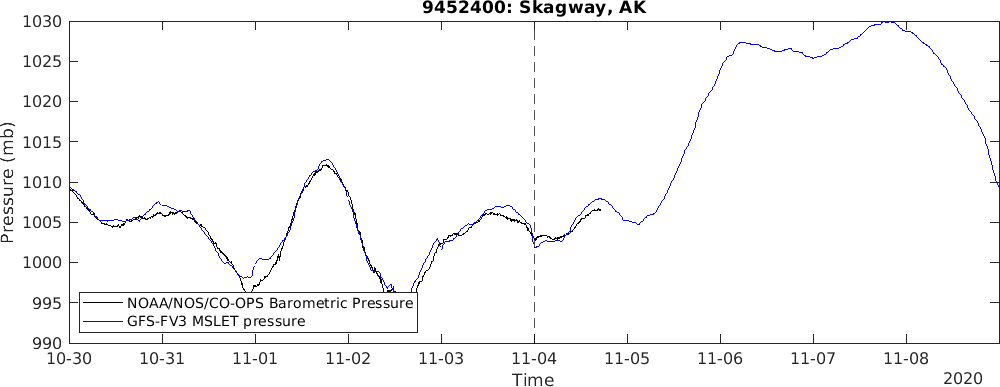 9452400: Skagway, AK
Pressure (mb)
1030
1025
1020
1015
1010
1005
1000
995
990
NOAA/NOS/CO-OPS Barometric Pressure
GFS-FV3 MSLET pressure
10-30 10-31 11-01 11-02 11-03 11-04 11-05 11-06 11-07 11-08
Time
2020